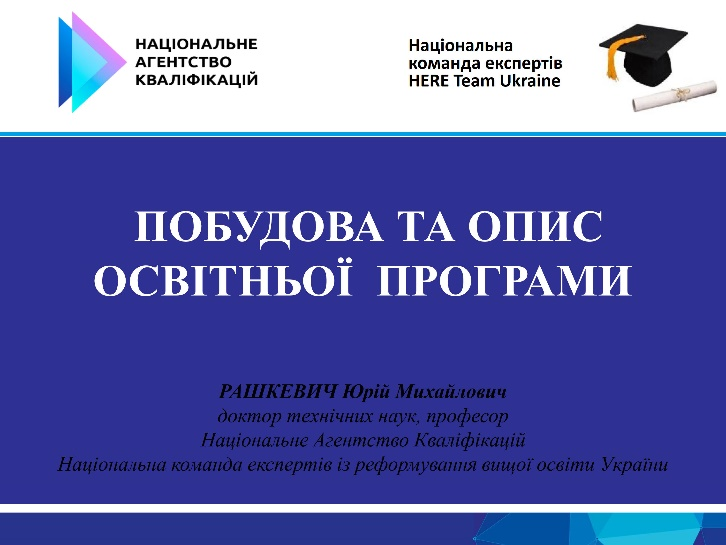 НАЦІОНАЛЬНЕ
АГЕНТСТВО
КВАЛІФІКАЦІЙ
Національна
команда експертів
HERE Team Ukraine
ПОБУДОВА ТА ОПИС
ОСВІТНЬОЇ ПРОГРАМИ
РАШКЕВИЧ Юрій Михайлович
доктор технічних наук, професор
Національне Агентство Кваліфікацій
Національна команда експертів із реформування вищої освіти України